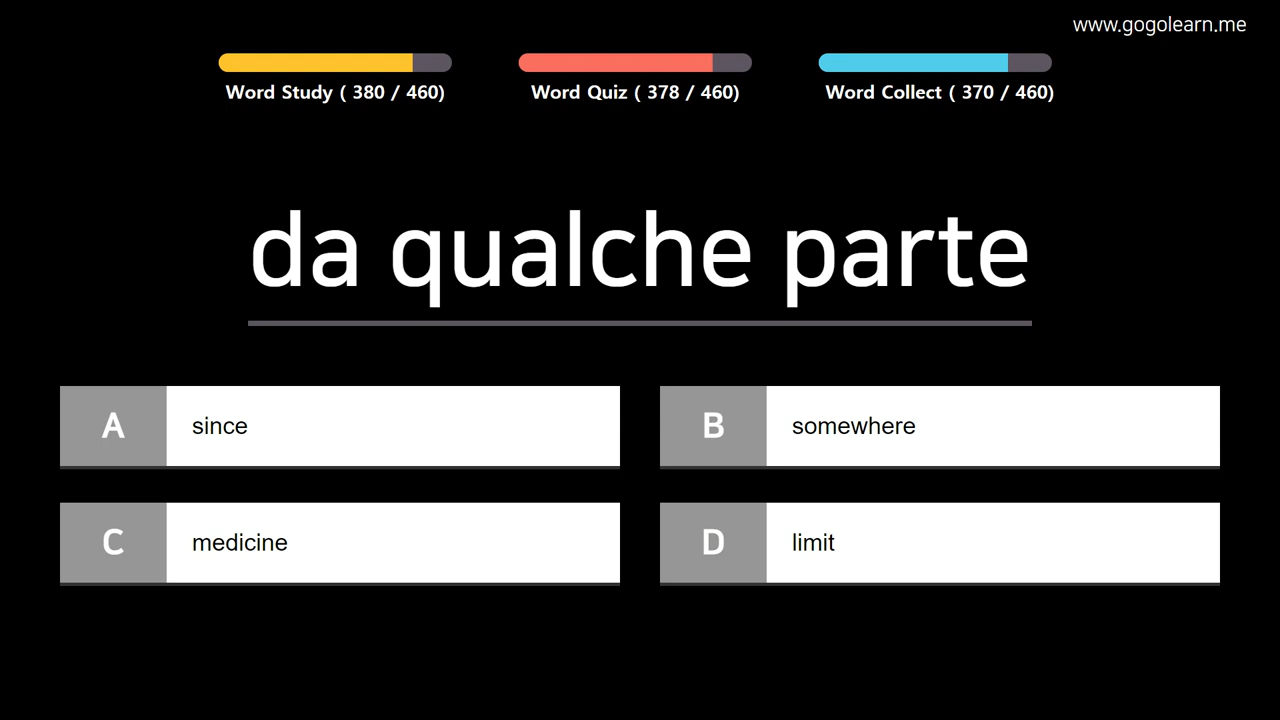 www.gogolearn.me
Word Study ( 380 / 460)
Word Quiz ( 378 / 460)
Word Collect ( 370 / 460)
da qualche parte
A
since
B
somewhere
C
medicine
D
limit